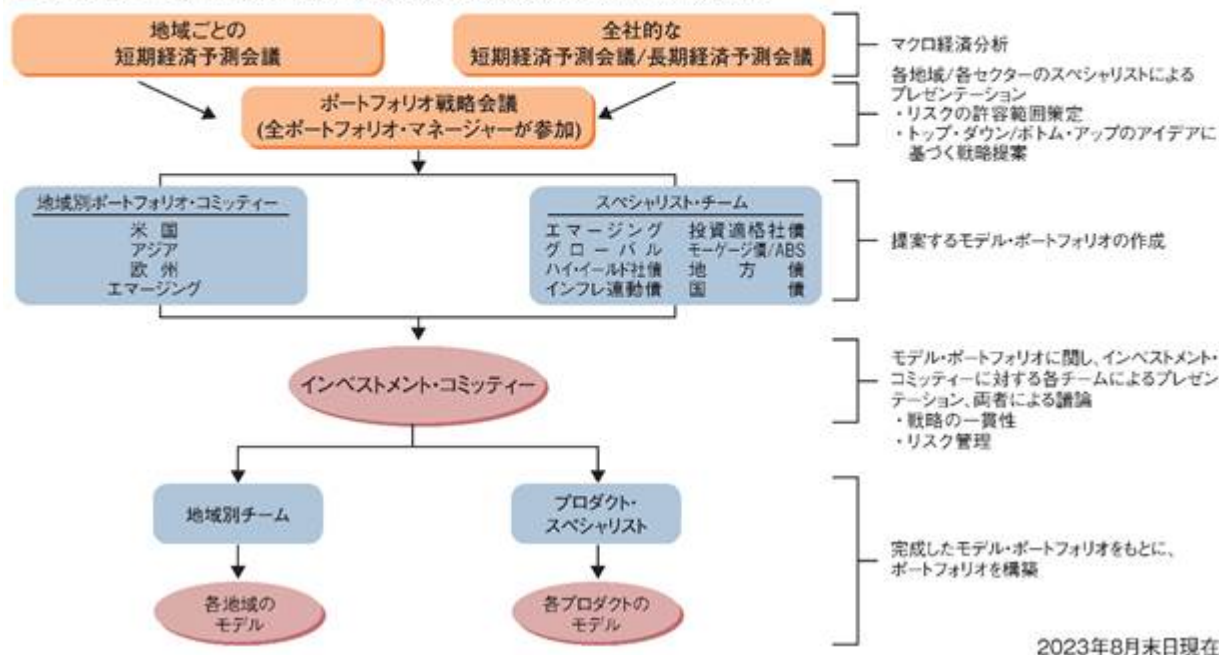 地域ごとの
短期経済予測会議
全社的な
短期経済予測会議/長期経済予測会議
マクロ経済分析
ポートフォリオ戦略会議
(全ポートフォリオ・マネージャーが参加)
各地域/各セクターのスペシャリストによる
プレゼンテーション
・リスクの許容範囲策定
・トップ・ダウン/ボトム・アップのアイデアに
基づく戦略提案
地域別ポートフォリオ・コミッティー
米国
アジア
欧州
エマージング
スペシャリスト・チーム
エマージング 投資適格社債
グローバル モーゲージ債/ABS
ハイ・イールド社債 地方債
インフレ連動債 国債
提案するモデル・ポートフォリオの作成
インベストメント・コミッティー
モデル・ポートフォリオに関し、インベストメント・
コミッティーに対する各チームによるプレゼン
テーション、両者による議論
・戦略の一貫性
・リスク管理
地域別チーム
プロダクト・
スペシャリスト
各地域の
モデル
各プロダクトの
モデル
完成したモデル・ポートフォリオをもとに、
ポートフォリオを構築
2023年8月末日現在